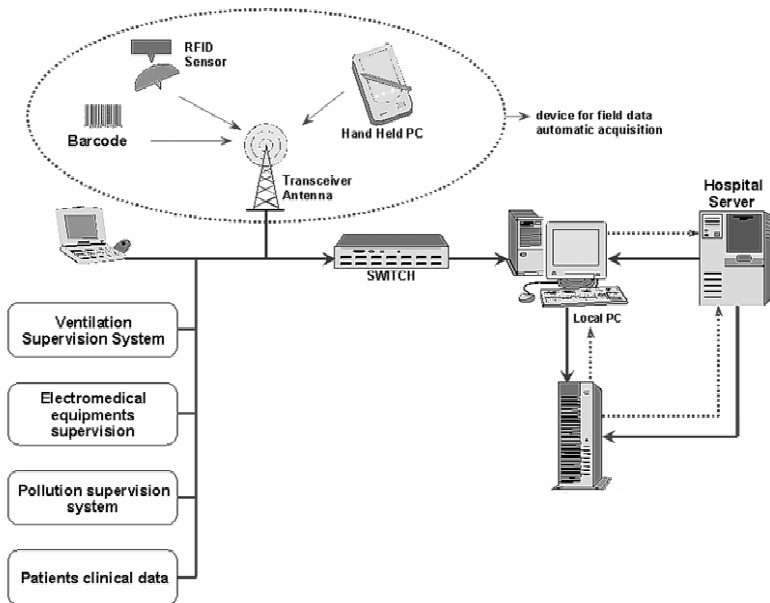 RFID
Sensor
Barcode
Hand Held PC
Transceiver
Antenna
device for field data
automatic acquisition
Hospital
Server
SWITCH
Local PC
Ventilation
Supervision System
Electromedical
equipments
supervision
Pollution supervision
system
Patients clinical data